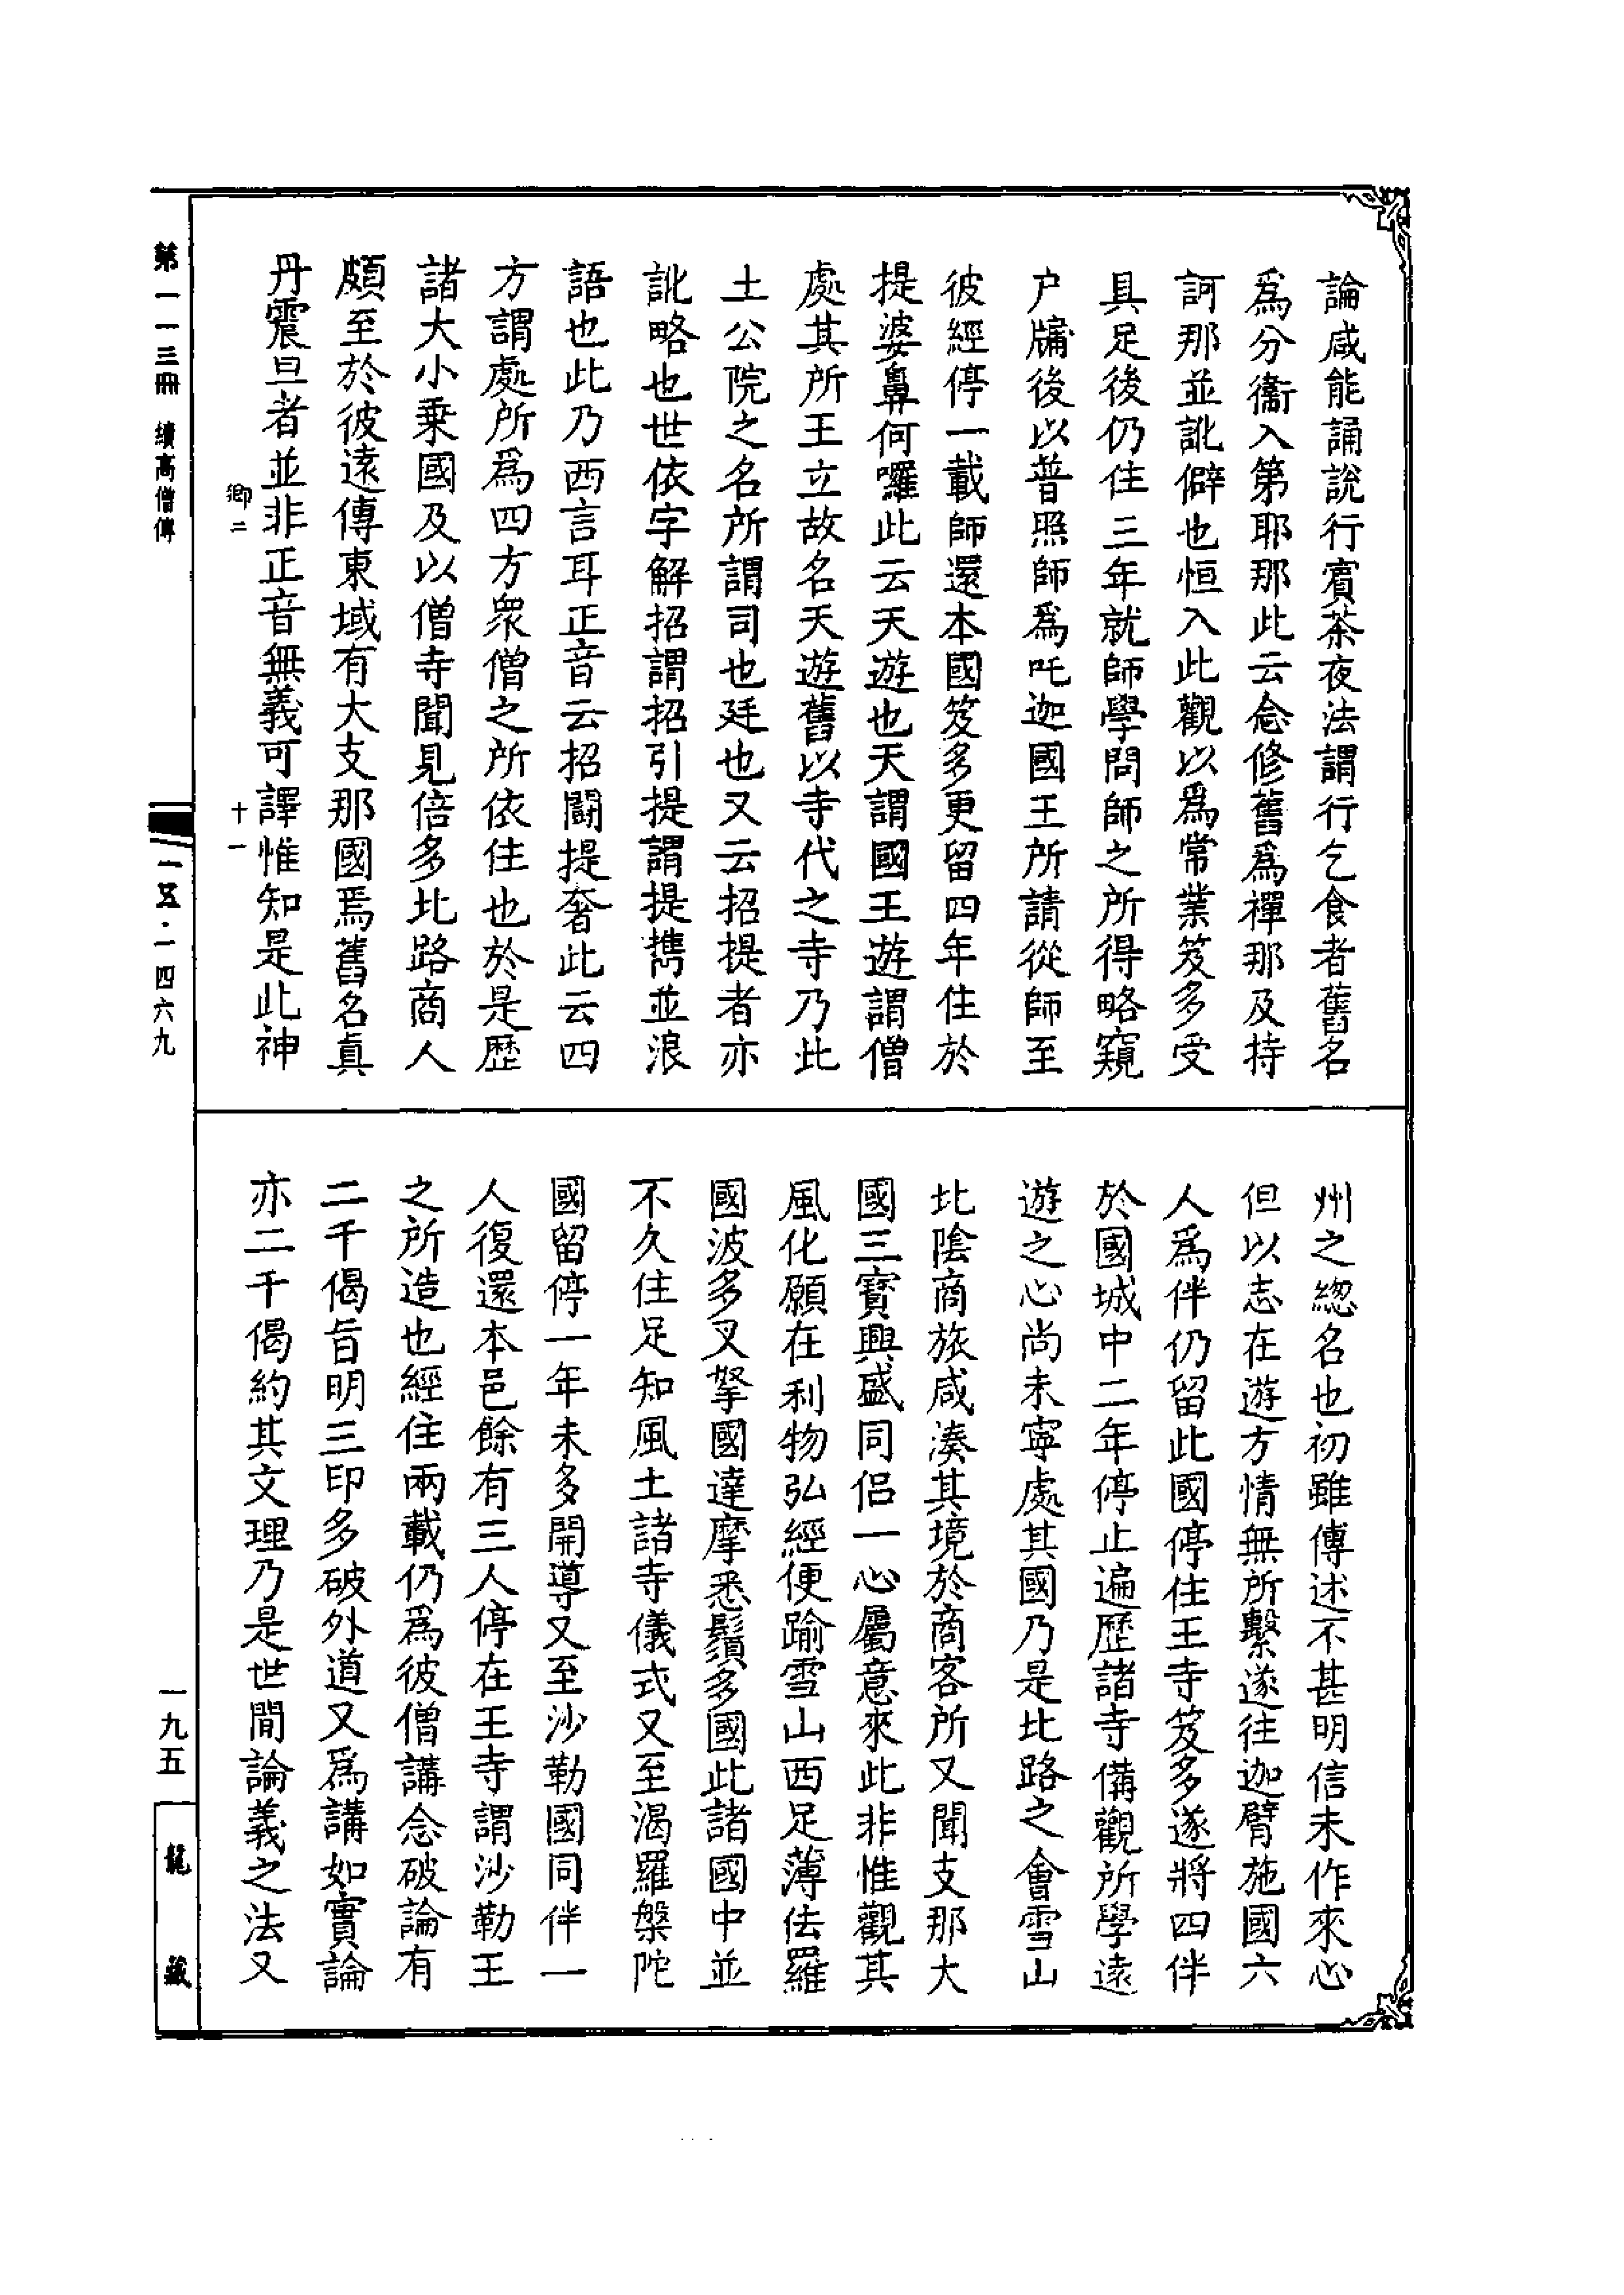 論咸能誦說行賓茶夜法謂行乞食者舊名
爲分衞入第耶那此云念修舊爲禪那及持
訶那並訛僻也恒入此觀以爲常業笈多受
具足後仍住三年就師學問師之所得略窺
户牖後以普照師爲吒迦國王所請從師至
彼經停一載師還本國笈多更留四年住於
提婆鼻何囉此云天遊也天謂國王遊謂僧
處其所王立故名天遊舊以寺代之寺乃此
土公院之名所謂司也廷也又云招提者亦
訛略也世依字解招謂招引提謂提攜並浪
語也此乃西言耳正音云招鬬提奢此云四
方謂處所爲四方衆僧之所依住也於是歷
諸大小乗國及以僧寺聞見倍多北路商人
頗至於彼逺傳東域有大支那國焉舊名真
丹震旦者並非正音無義可譯惟知是此神
州之緫名也初雖傳述不甚明信未作來心
但以志在遊方情無所繫遂往迦臂施國六
人爲伴仍留此國停住王寺笈多遂將四伴
於國城中二年停止遍歷諸寺備觀所學逺
遊之心尚未寧處其國乃是北路之會雪山
北陰商旅咸湊其境於商客所又聞支那大
國三寶興盛同侣一心屬意來此非惟觀其
風化願在利物弘經便踰雪山西足薄佉羅
國波多叉拏國達摩悉鬚多國此諸國中並
不久住足知風土諸寺儀式又至渴羅槃陀
國留停一年未多開導又至沙勒國同伴一
人復還本邑餘有三人停在王寺謂沙勒王
之所造也經住兩載仍爲彼僧講念破論有
二千偈旨明三印多破外道又爲講如實論
亦二千偈約其文理乃是世間論義之法又
卿二
十一
第一一三冊 續高僧傳
一五·一四六九
一九五
龍藏